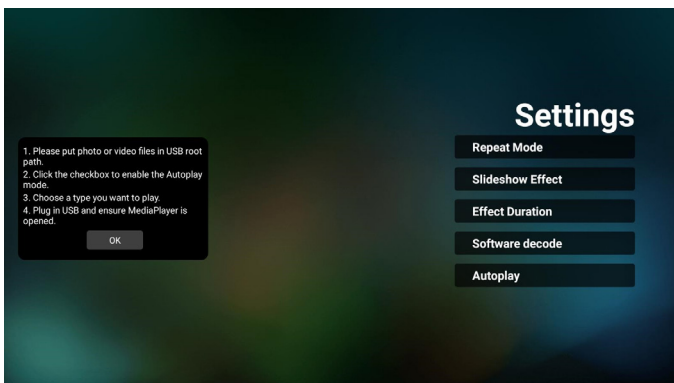 1. Please put photo or video files in USB root
path.
2. Click the checkbox to enable the Autoplay
mode.
3. Choose a type you want to play.
4. Plug in USB and ensure MediaPlayer is
opened.
OK
Settings
Repeat Mode
Slideshow Effect
Effect Duration
Software decode
Autoplay